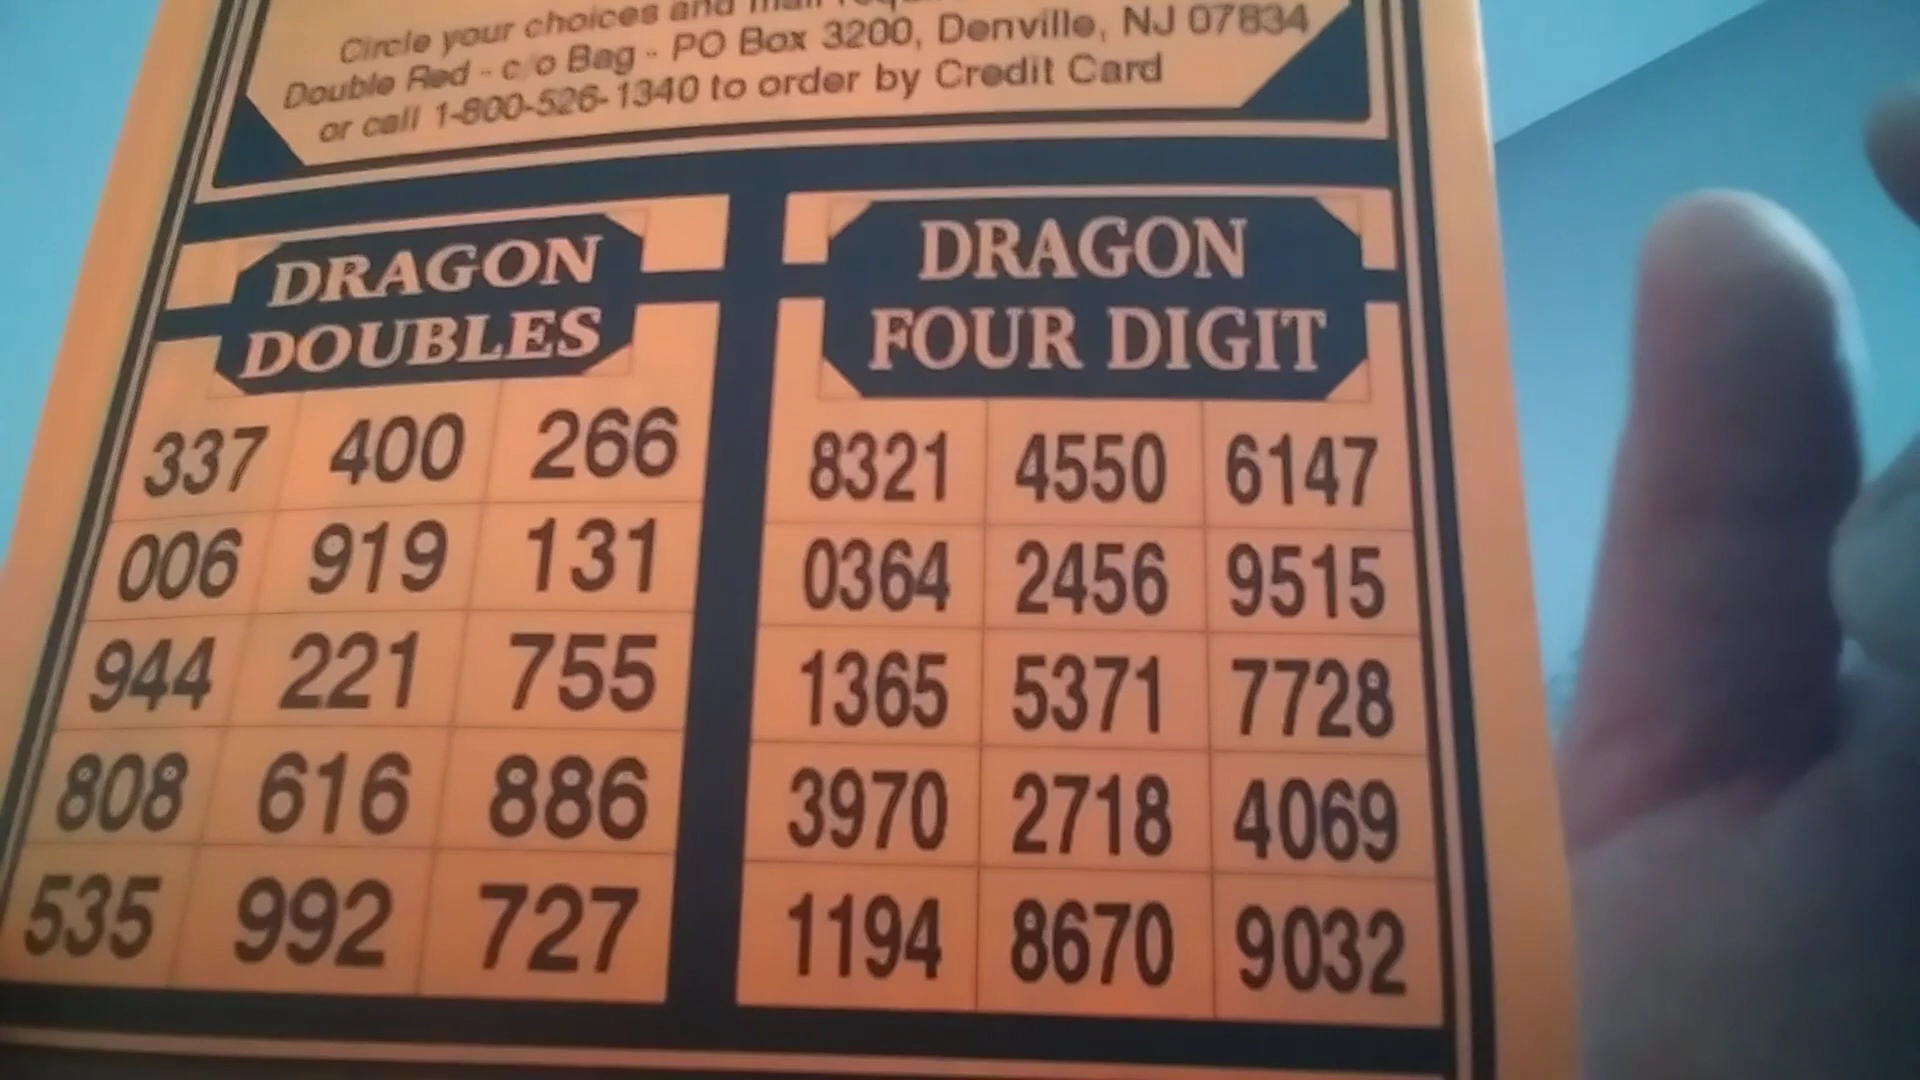 Circle your choices and mail
Double Red - c/o Bag - PO Box 3200, Denville, NJ 07834
or call 1-800-526-1340 to order by Credit Card
DRAGON
DOUBLES
337 400 266
006 919 131
944 221 755
808 616 886
535 992 727
DRAGON
FOUR DIGIT
8321 4550 6147
0364 2456 9515
1365 5371 7728
3970 2718 4069
1194 8670 9032